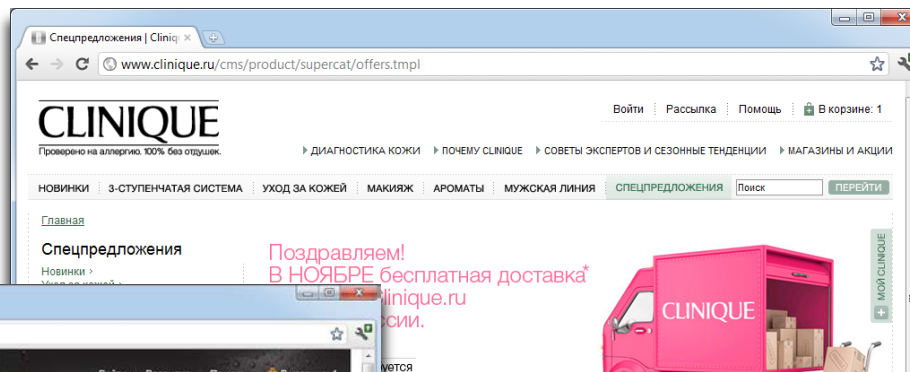 Спецпредложения | Cliniq
www.clinique.ru/cms/product/supercat/offers.tmpl
CLINIQUE
Проверено на аллергию. 100% без отдушек.
Войти Рассылка Помощь В корзине: 1
ДИАГНОСТИКА КОЖИ ПОЧЕМУ CLINIQUE СОВЕТЫ ЭКСПЕРТОВ И СЕЗОННЫЕ ТЕНДЕНЦИИ МАГАЗИНЫ И АКЦИИ
НОВИНКИ 3-СТУПЕНЧАТАЯ СИСТЕМА УХОД ЗА КОЖЕЙ МАКИЯЖ АРОМАТЫ МУЖСКАЯ ЛИНИЯ СПЕЦПРЕДЛОЖЕНИЯ Поиск ПЕРЕЙТИ
Главная
Спецпредложения
Новинки ›
Поздравляем!
В НОЯБРЕ бесплатная доставка*
linique.ru
ссии.
CLINIQUE
МОЙ CLINIQUE